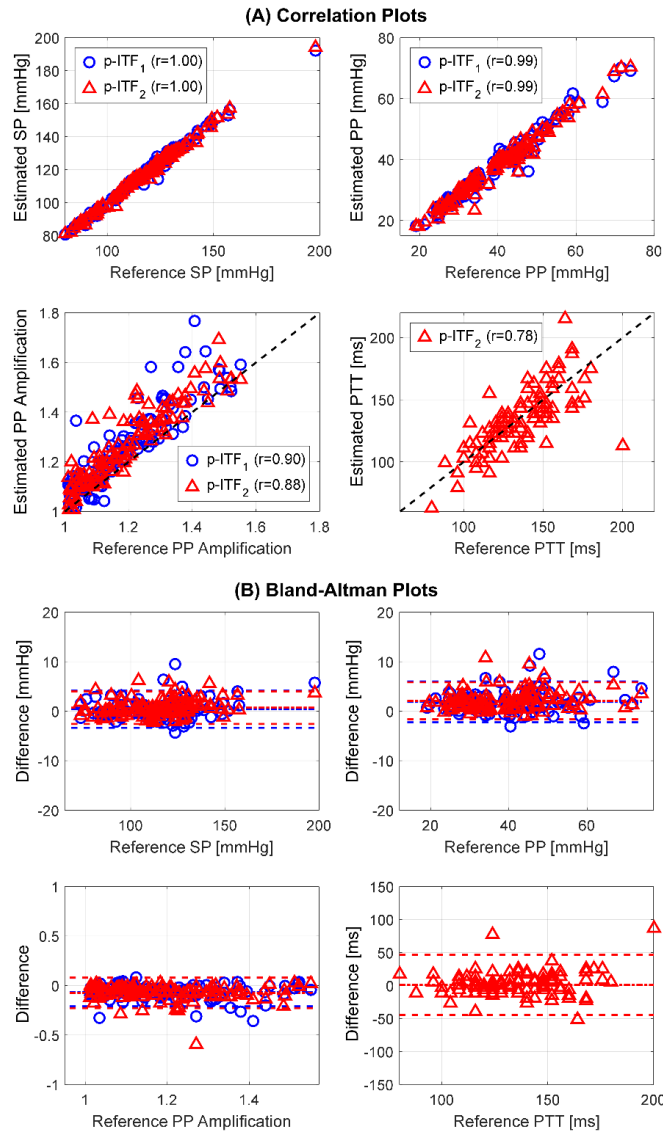 (A) Correlation Plots
200
180
160
140
120
100
80
100
150
200
Estimated SP [mmHg]
Reference SP [mmHg]
p-ITF1 (r=1.00)
p-ITF2 (r=1.00)
80
60
40
20
20
40
60
80
Estimated PP [mmHg]
Reference PP [mmHg]
p-ITF1 (r=0.99)
p-ITF2 (r=0.99)
1.8
1.6
1.4
1.2
1
1
1.2
1.4
1.6
1.8
Estimated PP Amplification
Reference PP Amplification
p-ITF1 (r=0.90)
p-ITF2 (r=0.88)
200
150
100
100
150
200
Estimated PTT [ms]
Reference PTT [ms]
p-ITF2 (r=0.78)
(B) Bland-Altman Plots
20
10
0
-10
-20
100
150
200
Difference [mmHg]
Reference SP [mmHg]
20
10
0
-10
-20
20
40
60
Difference [mmHg]
Reference PP [mmHg]
1
0.5
0
-0.5
-1
1
1.2
1.4
Difference
Reference PP Amplification
150
100
50
0
-50
-100
-150
100
150
200
Difference [ms]
Reference PTT [ms]